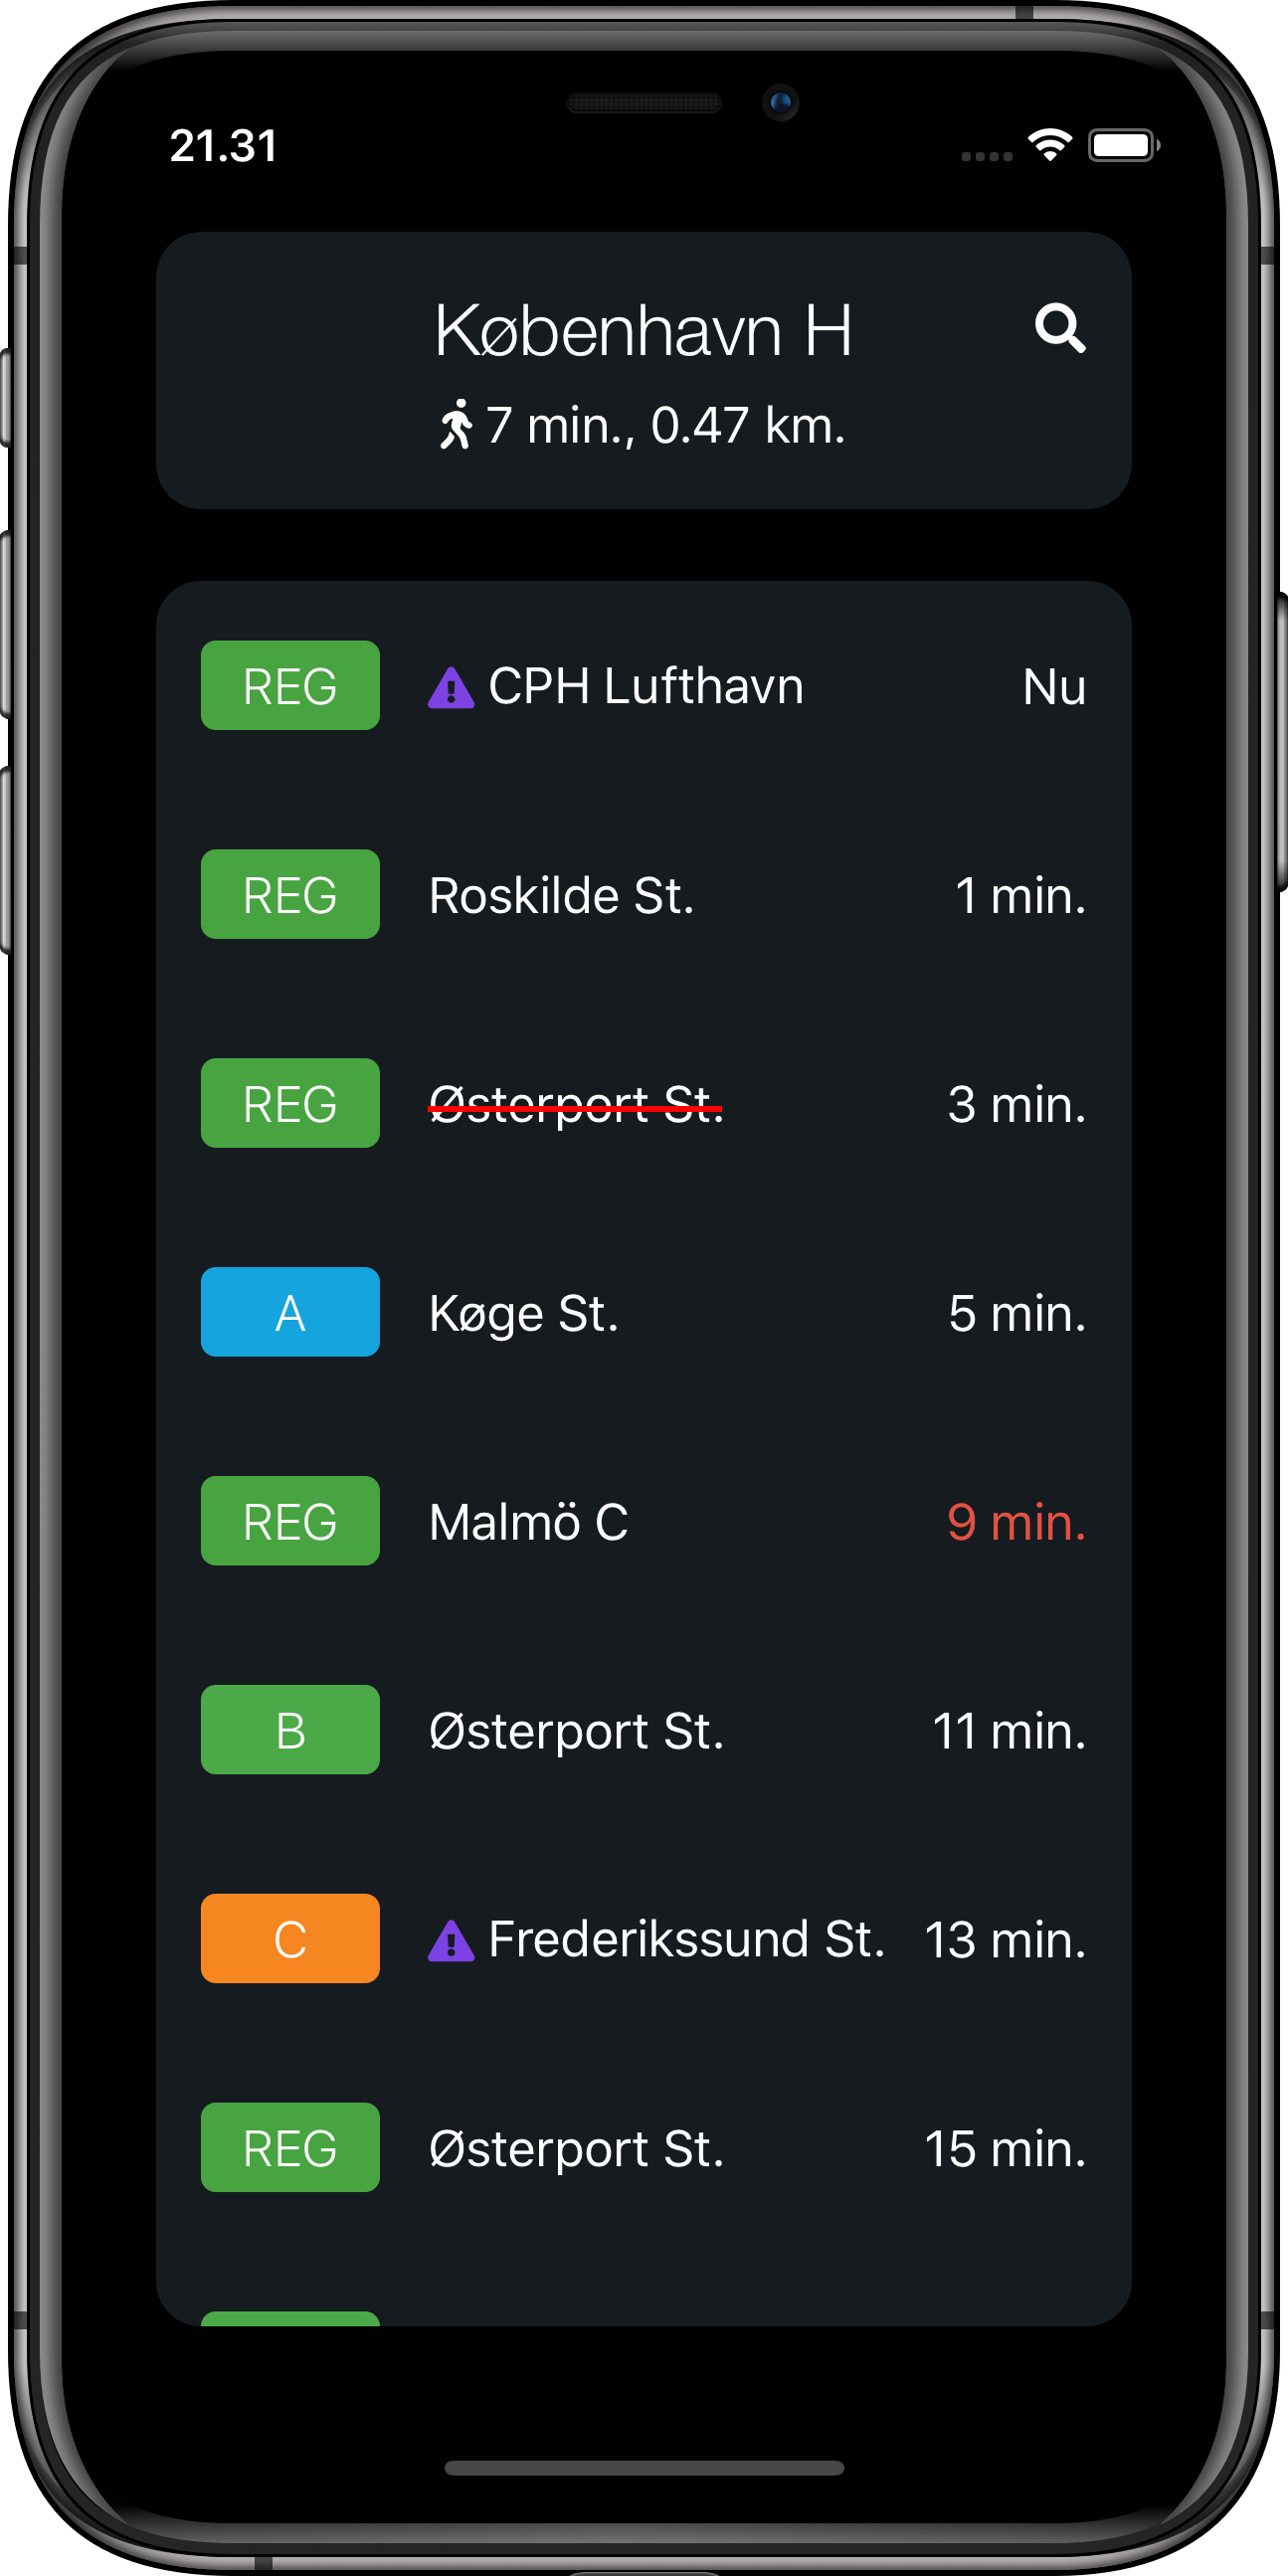 21.31
København H
7 min., 0.47 km.
REG CPH Lufthavn Nu
REG Roskilde St. 1 min.
REG Østerport St. 3 min.
A Køge St. 5 min.
REG Malmö C 9 min.
B Østerport St. 11 min.
C Frederikssund St. 13 min.
REG Østerport St. 15 min.